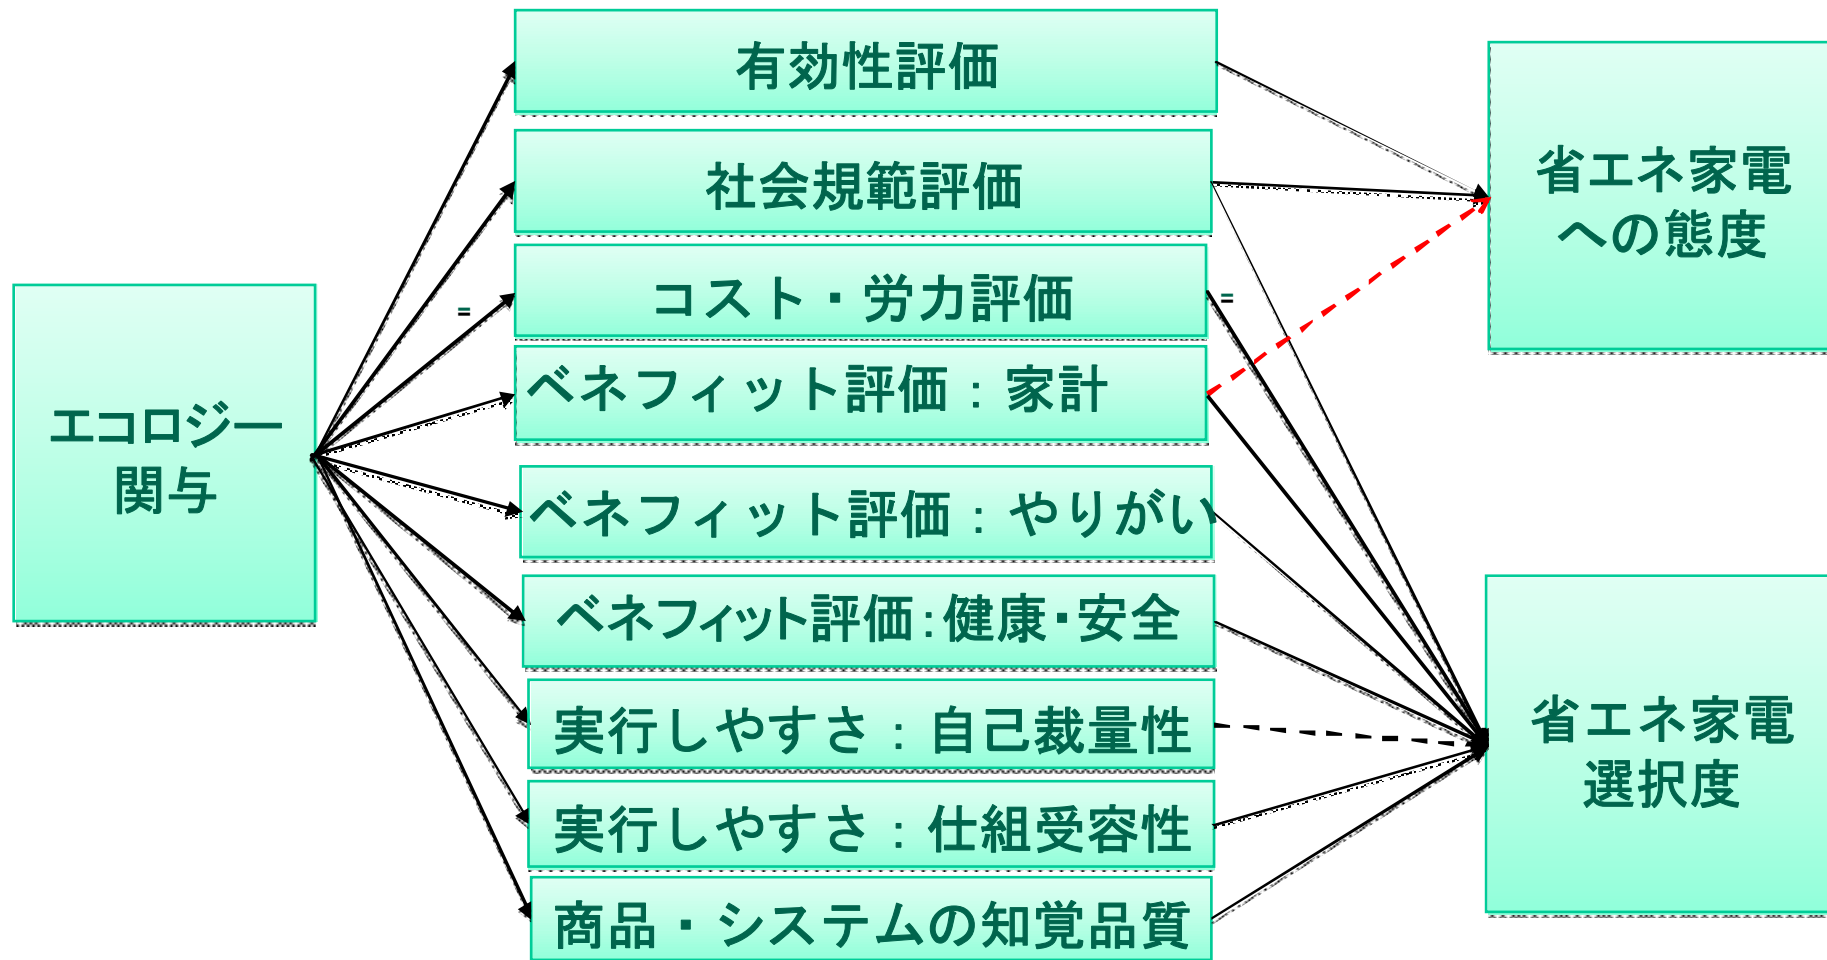 有効性評価
社会規範評価
コスト・労力評価
ベネフィット評価：家計
ベネフィット評価：やりがい
ベネフィット評価：健康・安全
実行しやすさ：自己裁量性
実行しやすさ：仕組受容性
商品・システムの知覚品質
エコロジー
関与
省エネ家電
への態度
省エネ家電
選択度
=
=